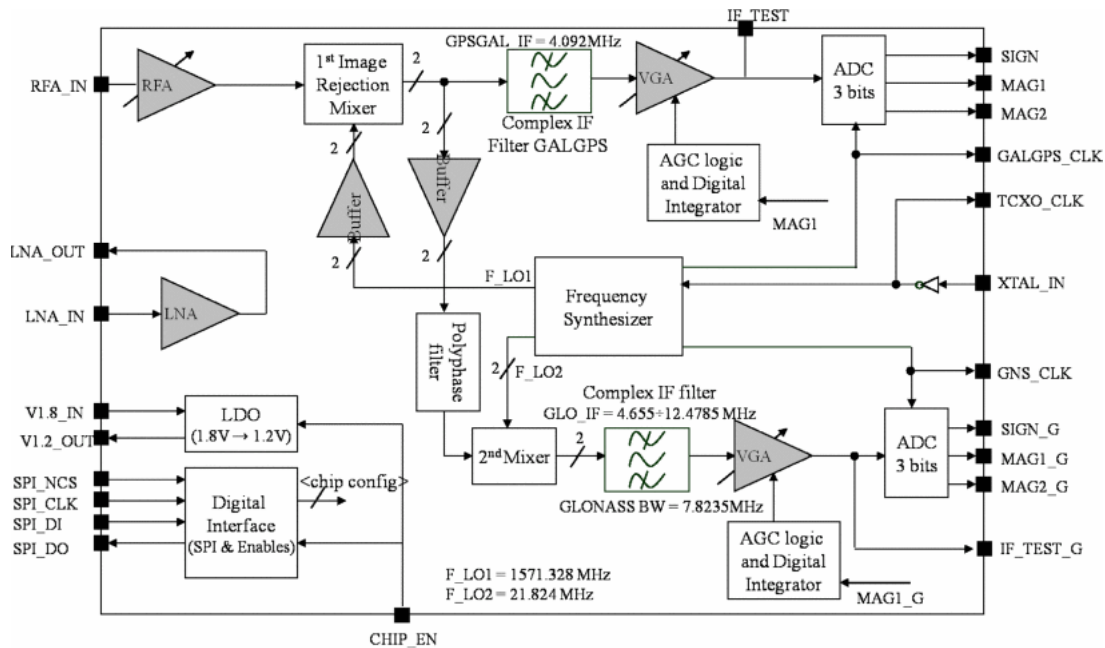 IF_TEST
GPSGAL_IF = 4.092MHz
RFA_IN
RFA
1st Image
Rejection
Mixer
2
VGA
ADC
3 bits
SIGN
MAG1
MAG2
Complex IF
Filter GALGPS
2
2
Buffer
Buffer
AGC logic
and Digital
Integrator
MAG1
GALGPS_CLK
TCXO_CLK
LNA_OUT
2
2
F_LO1
Frequency
Synthesizer
XTAL_IN
LNA_IN
LNA
Polyphase
filter
2
F_LO2
GNS_CLK
Complex IF filter
GLO_IF = 4.655÷12.4785 MHz
V1.8_IN
V1.2_OUT
LDO
(1.8V → 1.2V)
2nd Mixer
2
VGA
ADC
3 bits
SIGN_G
MAG1_G
MAG2_G
GLONASS BW = 7.8235MHz
SPI_NCS
SPI_CLK
SPI_DI
SPI_DO
Digital
Interface
(SPI & Enables)
<chip config>
AGC logic
and Digital
Integrator
IF_TEST_G
MAG1_G
F_LO1 = 1571.328 MHz
F_LO2 = 21.824 MHz
CHIP_EN